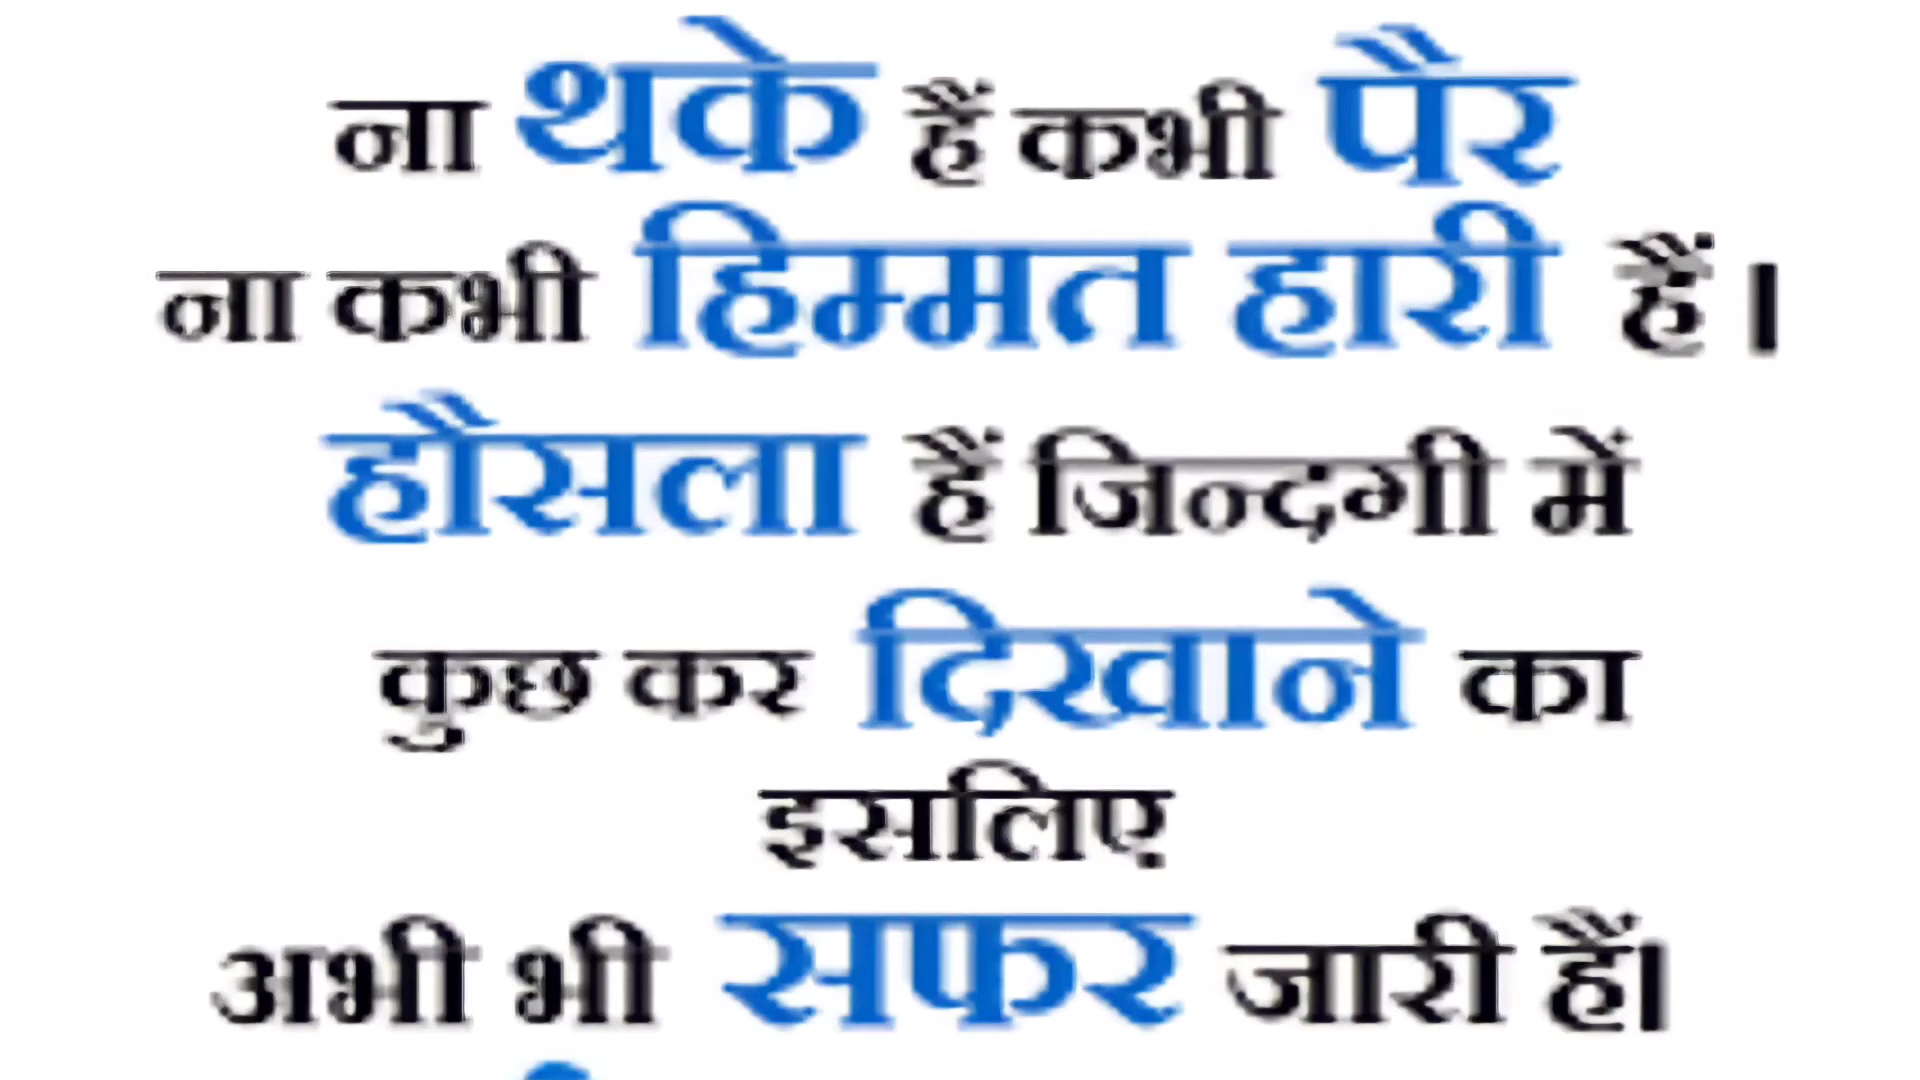 ना थके हैं कभी पैर
ना कभी हिम्मत हारी हैं ।
हौसला हैं जिन्दगी में
कुछ कर दिखाने का
इसलिए
अभी भी सफर जारी हैं।